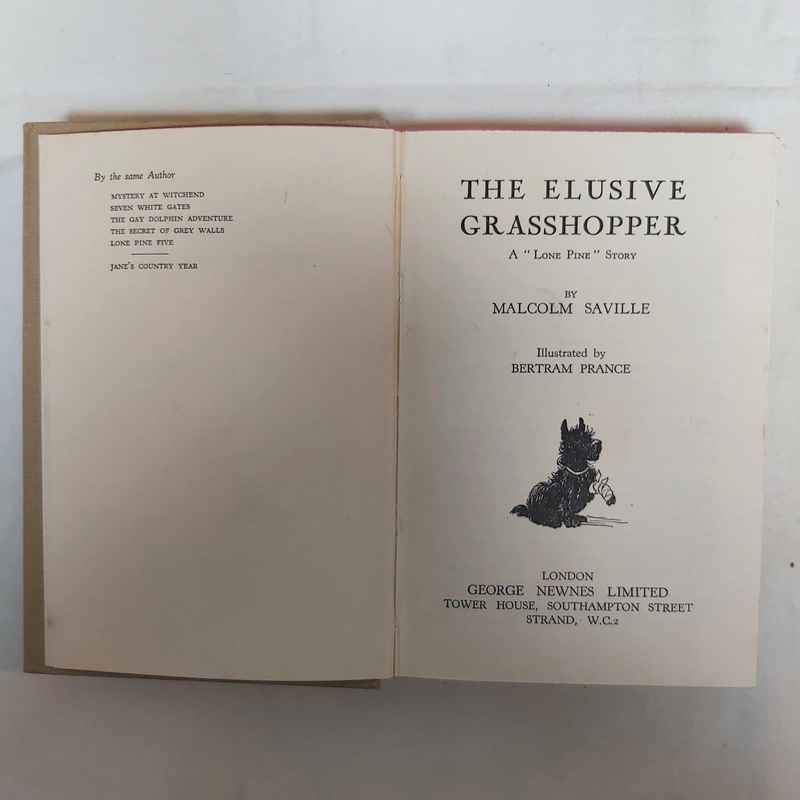 By the same Author
MYSTERY AT WITCHEND
SEVEN WHITE GATES
THE GAY DOLPHIN ADVENTURE
THE SECRET OF GREY WALLS
LONE PINE FIVE
JANE'S COUNTRY YEAR
THE ELUSIVE
GRASSHOPPER
A "LONE PINE" STORY
BY
MALCOLM SAVILLE
Illustrated by
BERTRAM PRANCE
LONDON
GEORGE NEWNES LIMITED
TOWER HOUSE, SOUTHAMPTON STREET
STRAND, W.C.2